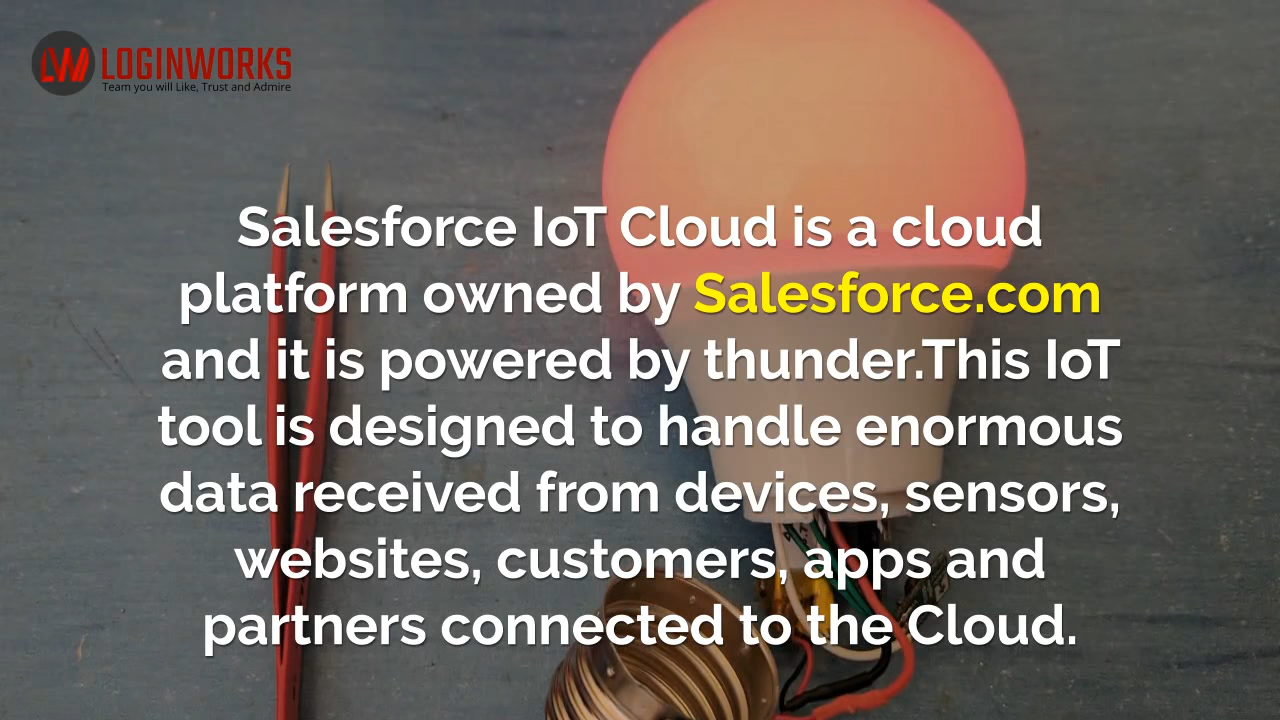 LW LOGINWORKS
Team you will Like, Trust and Admire
Salesforce IoT Cloud is a cloud
platform owned by Salesforce.com
and it is powered by thunder.This IoT
tool is designed to handle enormous
data received from devices, sensors,
websites, customers, apps and
partners connected to the Cloud.